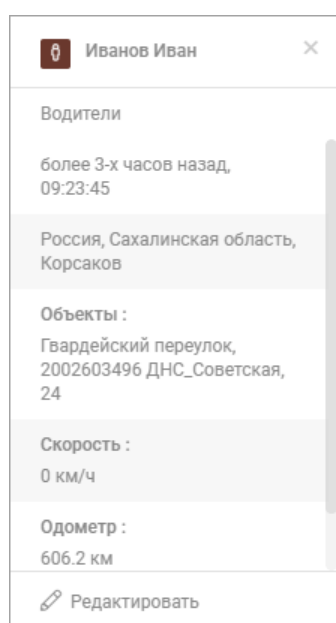 Иванов Иван
Водители
более 3-х часов назад,
09:23:45
Россия, Сахалинская область,
Корсаков
Объекты :
Гвардейский переулок,
2002603496 ДНС_Советская,
24
Скорость :
0 км/ч
Одометр :
606.2 км
Редактировать